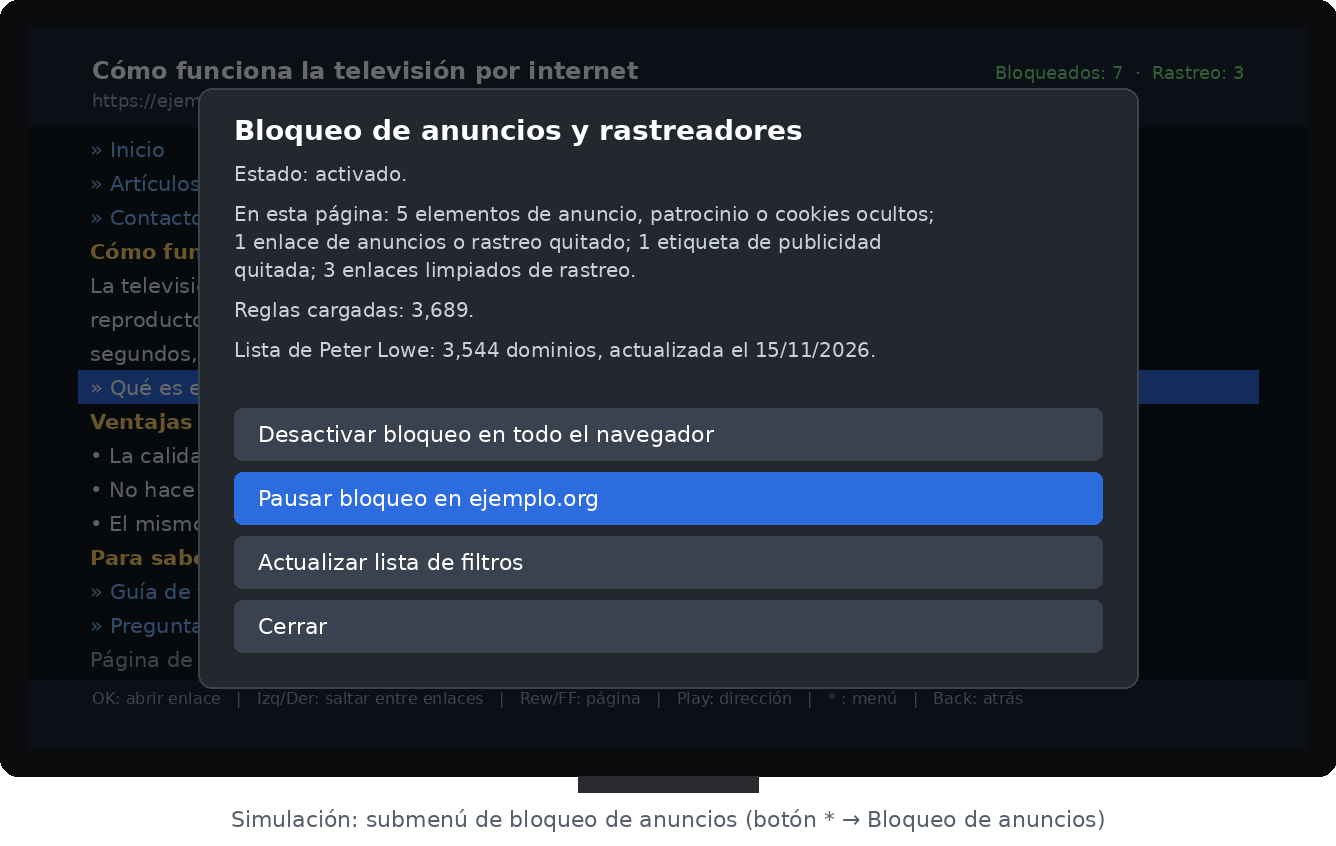 Cómo funciona la televisión por internet
Bloqueados: 7 · Rastreo: 3
https://ejem
Bloqueo de anuncios y rastreadores
Estado: activado.
En esta página: 5 elementos de anuncio, patrocinio o cookies ocultos;
1 enlace de anuncios o rastreo quitado; 1 etiqueta de publicidad
quitada; 3 enlaces limpiados de rastreo.
Reglas cargadas: 3,689.
Lista de Peter Lowe: 3,544 dominios, actualizada el 15/11/2026.
Desactivar bloqueo en todo el navegador
Pausar bloqueo en ejemplo.org
Actualizar lista de filtros
Cerrar
» Inicio
» Artículos
» Contacto
Cómo fun
La televisi
reproducto
segundos,
» Qué es e
Ventajas
• La calida
• No hace
• El mismo
Para sabe
» Guía de
» Pregunta
Página de
OK: abrir enlace | Izq/Der: saltar entre enlaces | Rew/FF: página | Play: dirección | * : menú | Back: atrás
Simulación: submenú de bloqueo de anuncios (botón * → Bloqueo de anuncios)